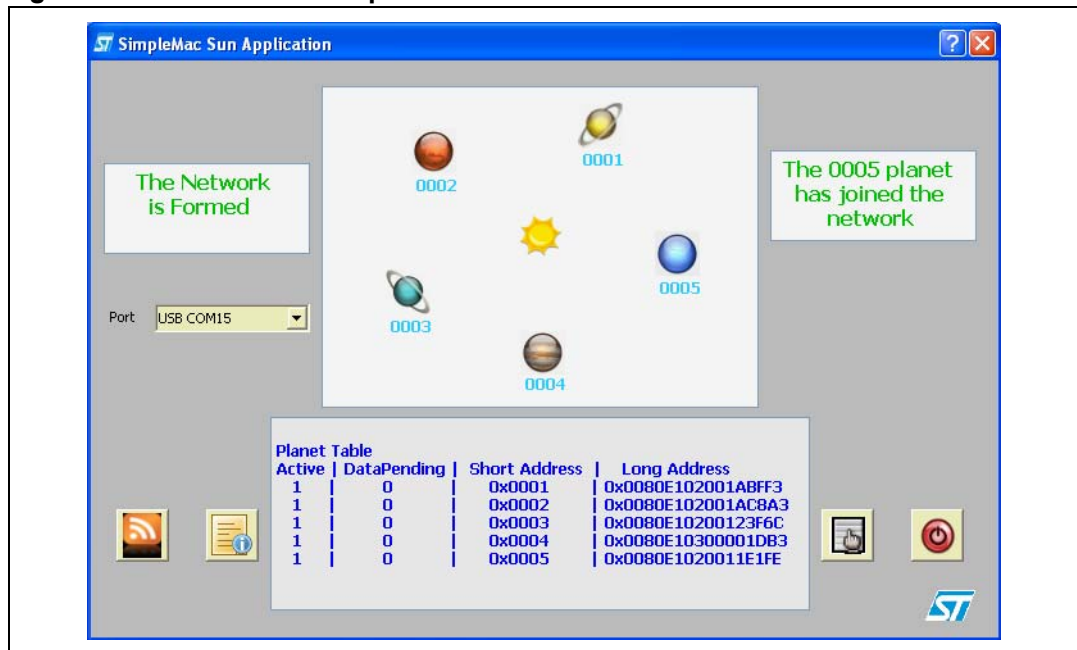 SimpleMac Sun Application
The Network
is Formed
0001
0002
The 0005 planet
has joined the
network
0005
Port USB COM15
0003
0004
Planet Table
Active | DataPending | Short Address | Long Address
1 | 0 | 0x0001 | 0x0080E102001ABFF3
1 | 0 | 0x0002 | 0x0080E102001AC8A3
1 | 0 | 0x0003 | 0x0080E10200123F6C
1 | 0 | 0x0004 | 0x0080E10300001DB3
1 | 0 | 0x0005 | 0x0080E1020011E1FE
ST